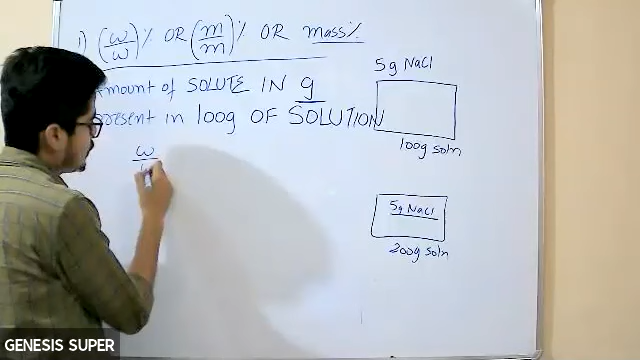 1) (w/w)% OR (m/m)% OR mass%
Amount of SOLUTE IN g
present in 100g OF SOLUTION
w
5g NaCl
100g soln
5g NaCl
200g soln
GENESIS SUPER